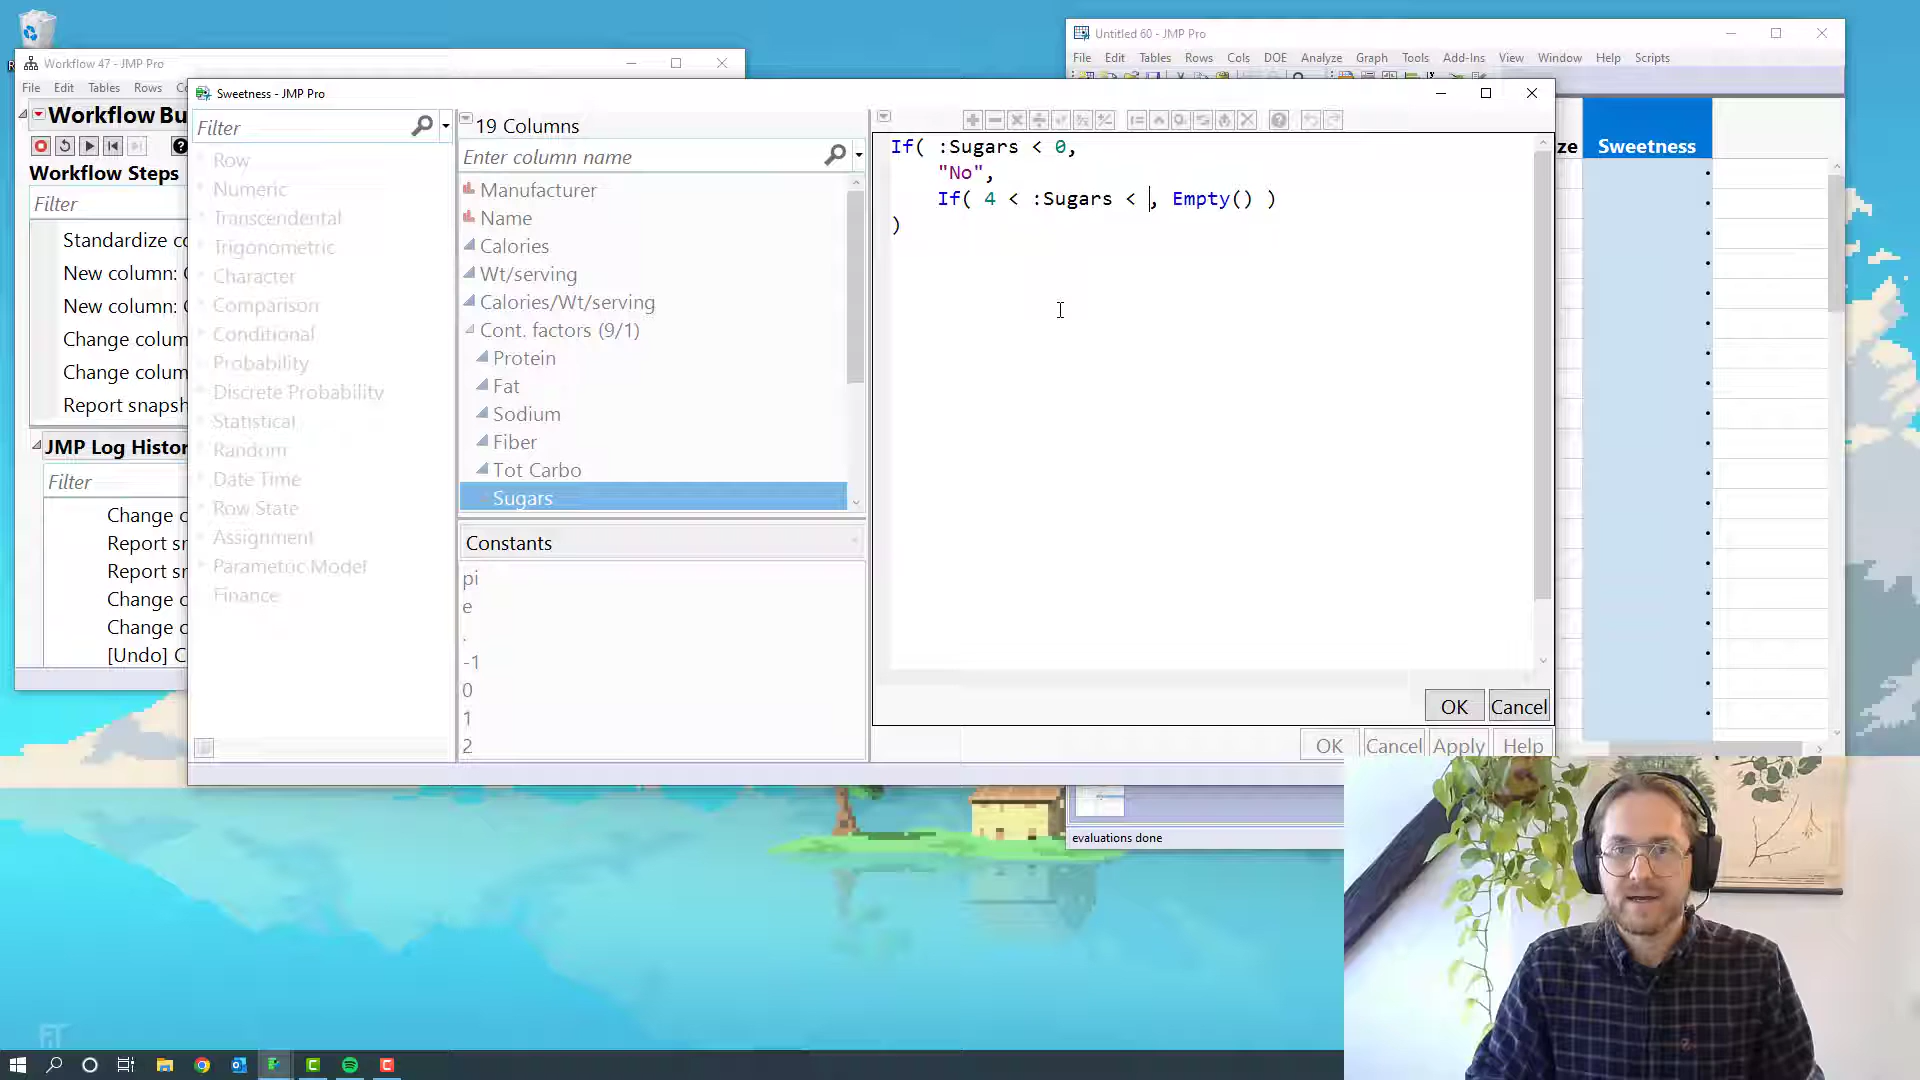 Workflow 47 - JMP Pro
File Edit Tables Rows
Workflow Bu
Workflow Steps
Filter
Standardize co
New column: C
New column: C
Change colum
Change colum
Report snapsh
JMP Log Histor
Filter
Change c
Report sn
Report sn
Change c
Change c
[Undo] C
Sweetness - JMP Pro
Filter
Row
Numeric
Transcendental
Trigonometric
Character
Comparison
Conditional
Probability
Discrete Probability
Statistical
Random
Date Time
Row State
Assignment
Parametric Model
Finance
19 Columns
Enter column name
Manufacturer
Name
Calories
Wt/serving
Calories/Wt/serving
Cont. factors (9/1)
Protein
Fat
Sodium
Fiber
Tot Carbo
Sugars
Constants
pi
e
.
-1
0
1
2
If( :Sugars < 0,
"No",
If( 4 < :Sugars < , Empty() )
)
OK Cancel
OK Cancel Apply Help
Untitled 60 - JMP Pro
File Edit Tables Rows Cols DOE Analyze Graph Tools Add-Ins View Window Help Scripts
ze Sweetness
evaluations done